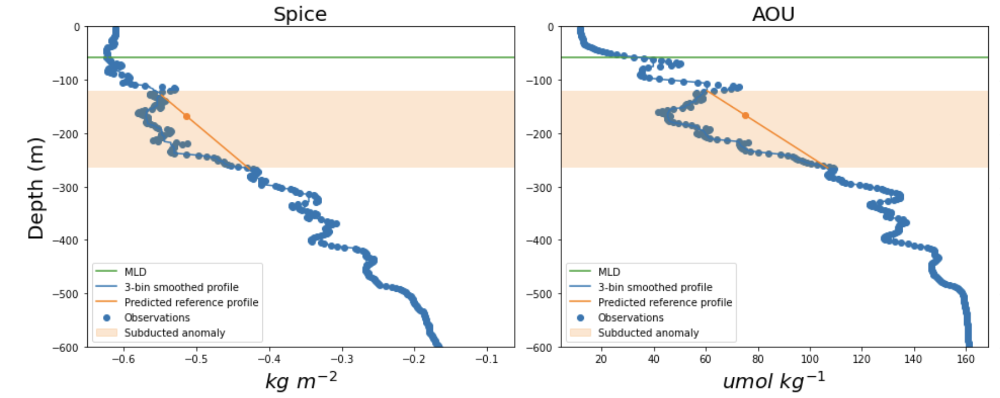 Spice
0
−100
−200
−300
−400
−500
−600
Depth (m)
MLD
3-bin smoothed profile
Predicted reference profile
Observations
Subducted anomaly
−0.6 −0.5 −0.4 −0.3 −0.2 −0.1
kg m⁻²
AOU
0
−100
−200
−300
−400
−500
−600
MLD
3-bin smoothed profile
Predicted reference profile
Observations
Subducted anomaly
20 40 60 80 100 120 140 160
umol kg⁻¹